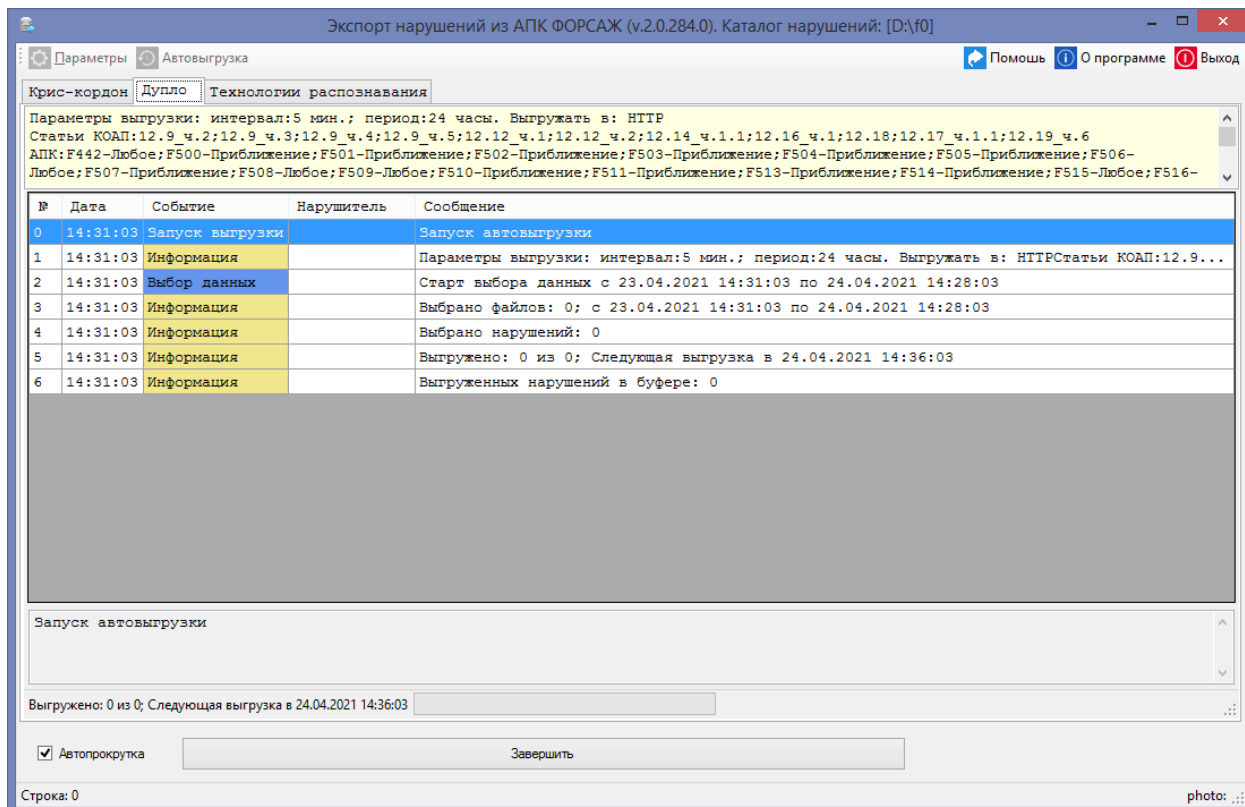 Экспорт нарушений из АПК ФОРСАЖ (v.2.0.284.0). Каталог нарушений: [D:\f0]
Параметры Автовыгрузка Помошь О программе Выход
Крис-кордон Дупло Технологии распознавания
Параметры выгрузки: интервал:5 мин.; период:24 часы. Выгружать в: HTTP
Статьи КОАП:12.9_ч.2;12.9_ч.3;12.9_ч.4;12.9_ч.5;12.12_ч.1;12.12_ч.2;12.14_ч.1.1;12.16_ч.1;12.18;12.17_ч.1.1;12.19_ч.6
АПК:F442-Любое;F500-Приближение;F501-Приближение;F502-Приближение;F503-Приближение;F504-Приближение;F505-Приближение;F506-
Любое;F507-Приближение;F508-Любое;F509-Любое;F510-Приближение;F511-Приближение;F513-Приближение;F514-Приближение;F515-Любое;F516-
№ Дата Событие Нарушитель Сообщение
0 14:31:03 Запуск выгрузки Запуск автовыгрузки
1 14:31:03 Информация Параметры выгрузки: интервал:5 мин.; период:24 часы. Выгружать в: HTTPСтатьи КОАП:12.9...
2 14:31:03 Выбор данных Старт выбора данных с 23.04.2021 14:31:03 по 24.04.2021 14:28:03
3 14:31:03 Информация Выбрано файлов: 0; с 23.04.2021 14:31:03 по 24.04.2021 14:28:03
4 14:31:03 Информация Выбрано нарушений: 0
5 14:31:03 Информация Выгружено: 0 из 0; Следующая выгрузка в 24.04.2021 14:36:03
6 14:31:03 Информация Выгруженных нарушений в буфере: 0
Запуск автовыгрузки
Выгружено: 0 из 0; Следующая выгрузка в 24.04.2021 14:36:03
Автопрокрутка Завершить
Строка: 0 photo: